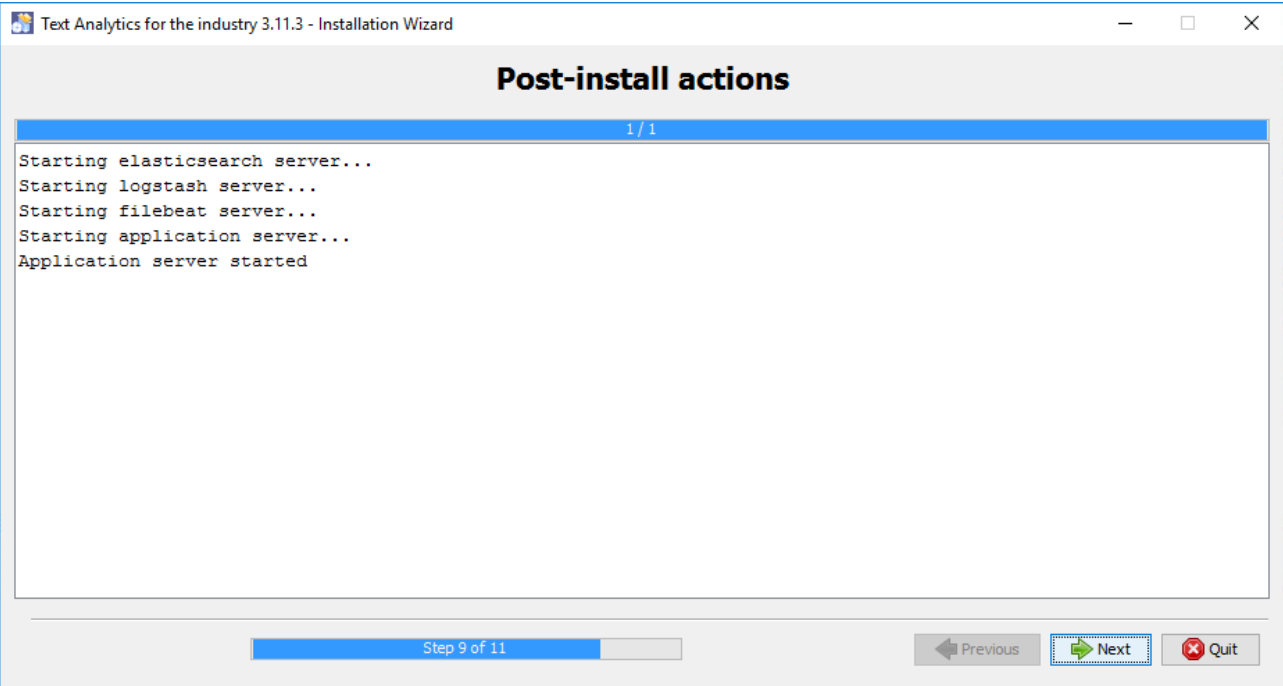 Text Analytics for the industry 3.11.3 - Installation Wizard
Post-install actions
1 / 1
Starting elasticsearch server...
Starting logstash server...
Starting filebeat server...
Starting application server...
Application server started
Step 9 of 11
Previous
Next
Quit